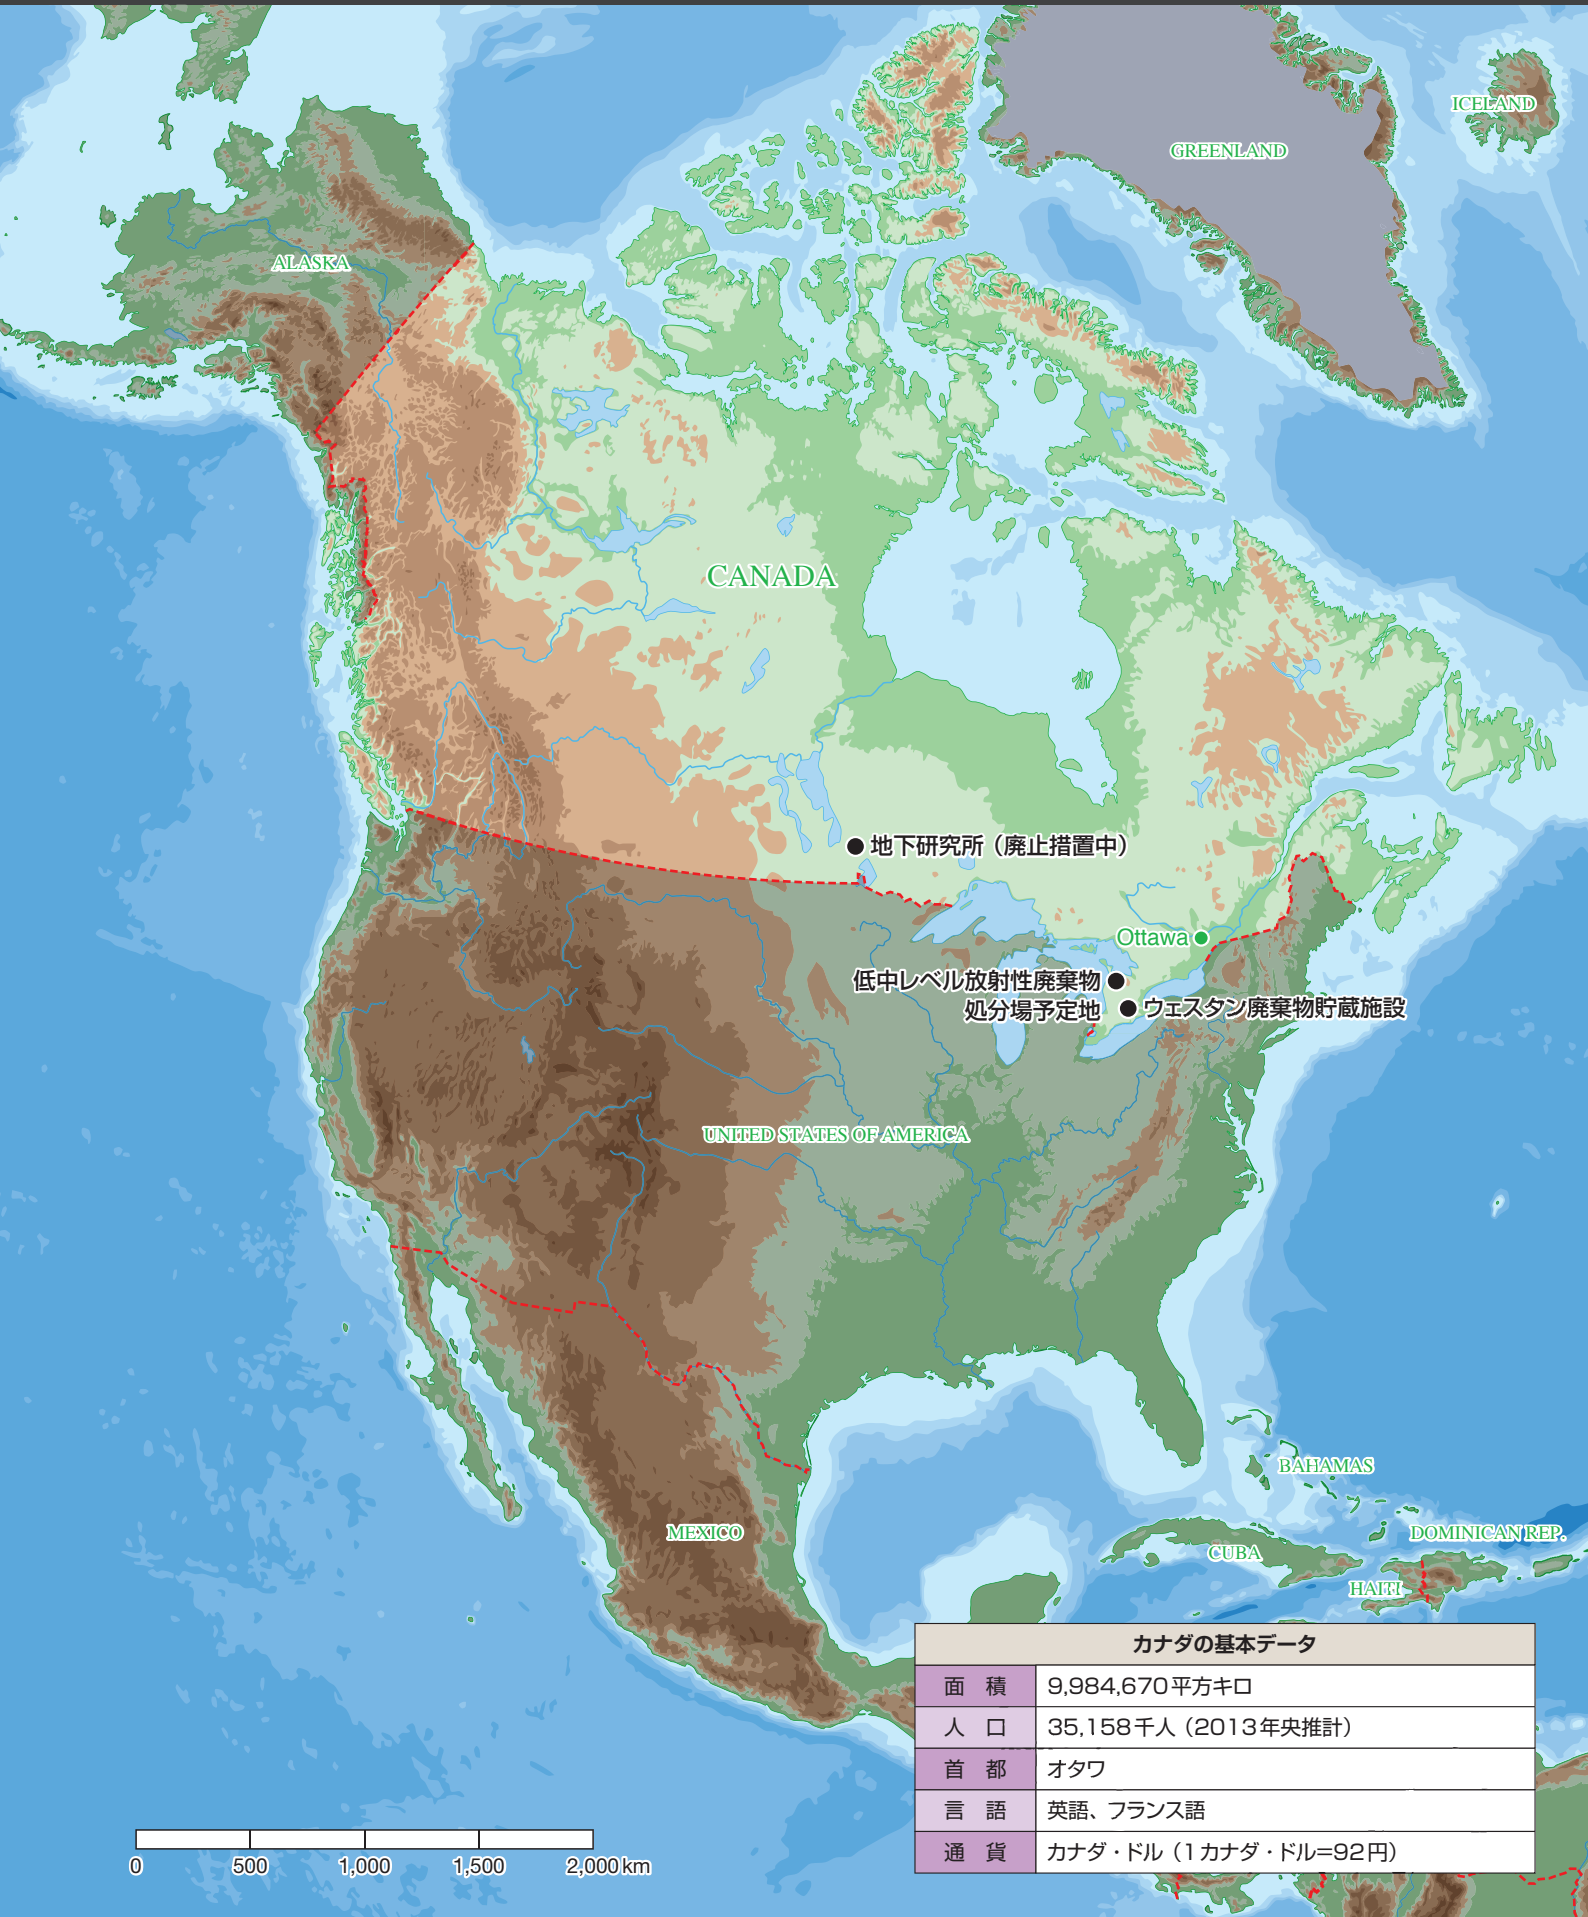 ICELAND
GREENLAND
ALASKA
CANADA
地下研究所（廃止措置中）
Ottawa
低中レベル放射性廃棄物
処分場予定地
ウェスタン廃棄物貯蔵施設
UNITED STATES OF AMERICA
BAHAMAS
MEXICO
DOMINICAN REP.
CUBA
HAITI
カナダの基本データ
面 積 9,984,670平方キロ
人 口 35,158千人（2013年央推計）
首 都 オタワ
言 語 英語、フランス語
通 貨 カナダ・ドル（1カナダ・ドル=92円）
0 500 1,000 1,500 2,000km